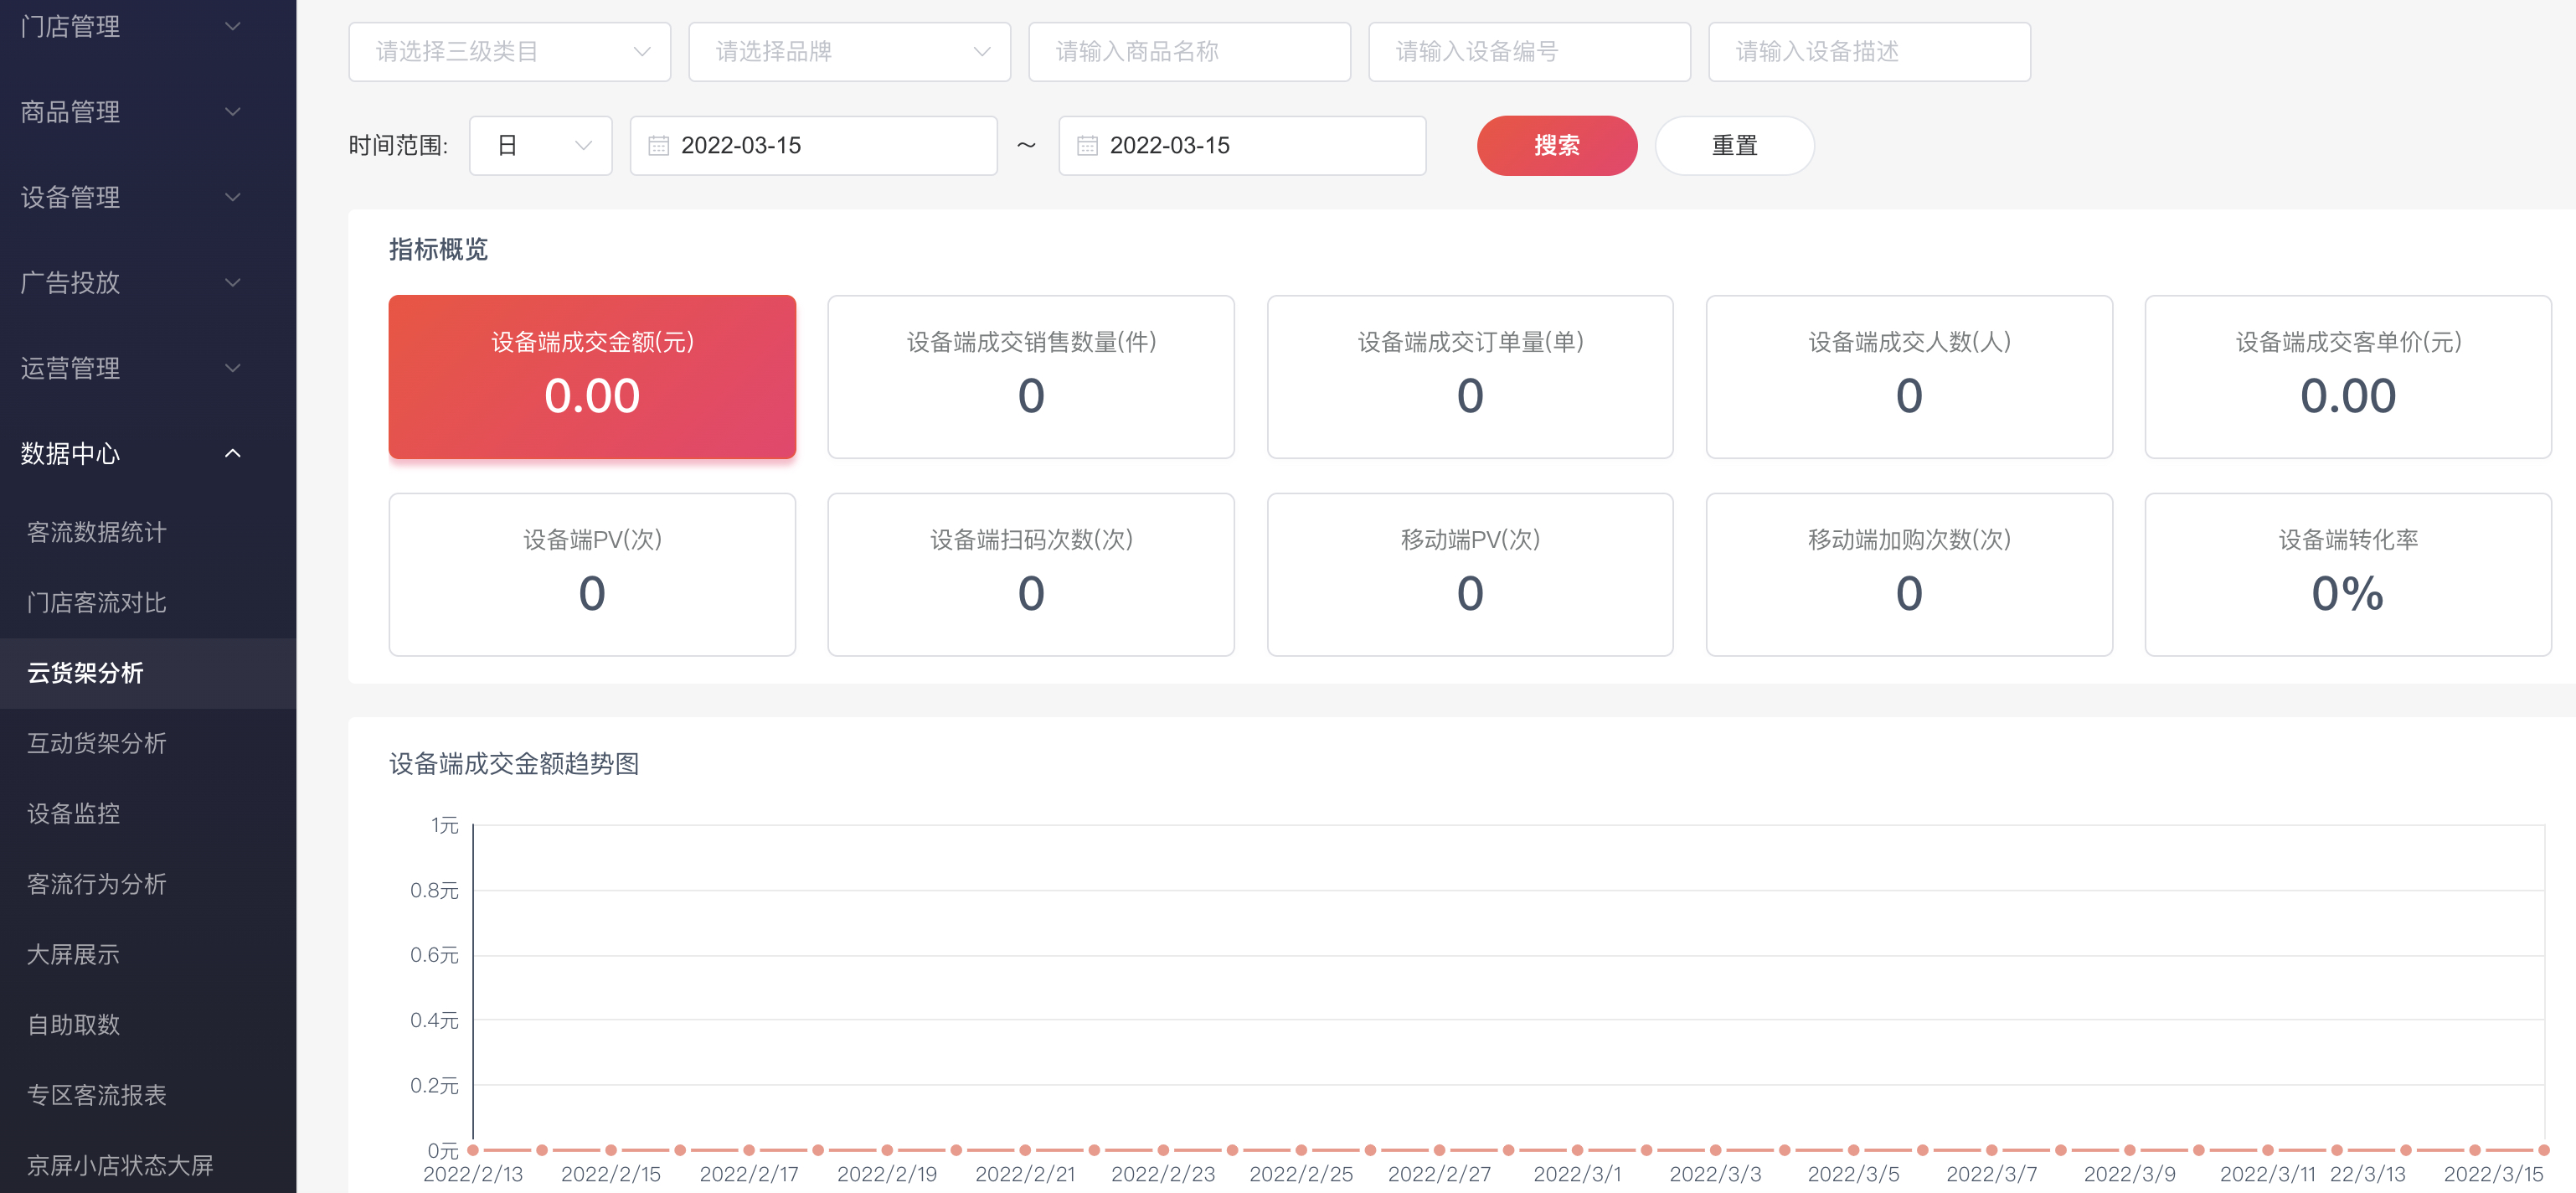 门店管理
商品管理
设备管理
广告投放
运营管理
数据中心
客流数据统计
门店客流对比
云货架分析
互动货架分析
设备监控
客流行为分析
大屏展示
自助取数
专区客流报表
京屏小店状态大屏
请选择三级类目 请选择品牌 请输入商品名称 请输入设备编号 请输入设备描述
时间范围: 日 2022-03-15 ~ 2022-03-15 搜索 重置
指标概览
设备端成交金额(元) 设备端成交销售数量(件) 设备端成交订单量(单) 设备端成交人数(人) 设备端成交客单价(元)
0.00 0 0 0 0.00
设备端PV(次) 设备端扫码次数(次) 移动端PV(次) 移动端加购次数(次) 设备端转化率
0 0 0 0 0%
设备端成交金额趋势图
1元
0.8元
0.6元
0.4元
0.2元
0元
2022/2/13 2022/2/15 2022/2/17 2022/2/19 2022/2/21 2022/2/23 2022/2/25 2022/2/27 2022/3/1 2022/3/3 2022/3/5 2022/3/7 2022/3/9 2022/3/11 22/3/13 2022/3/15